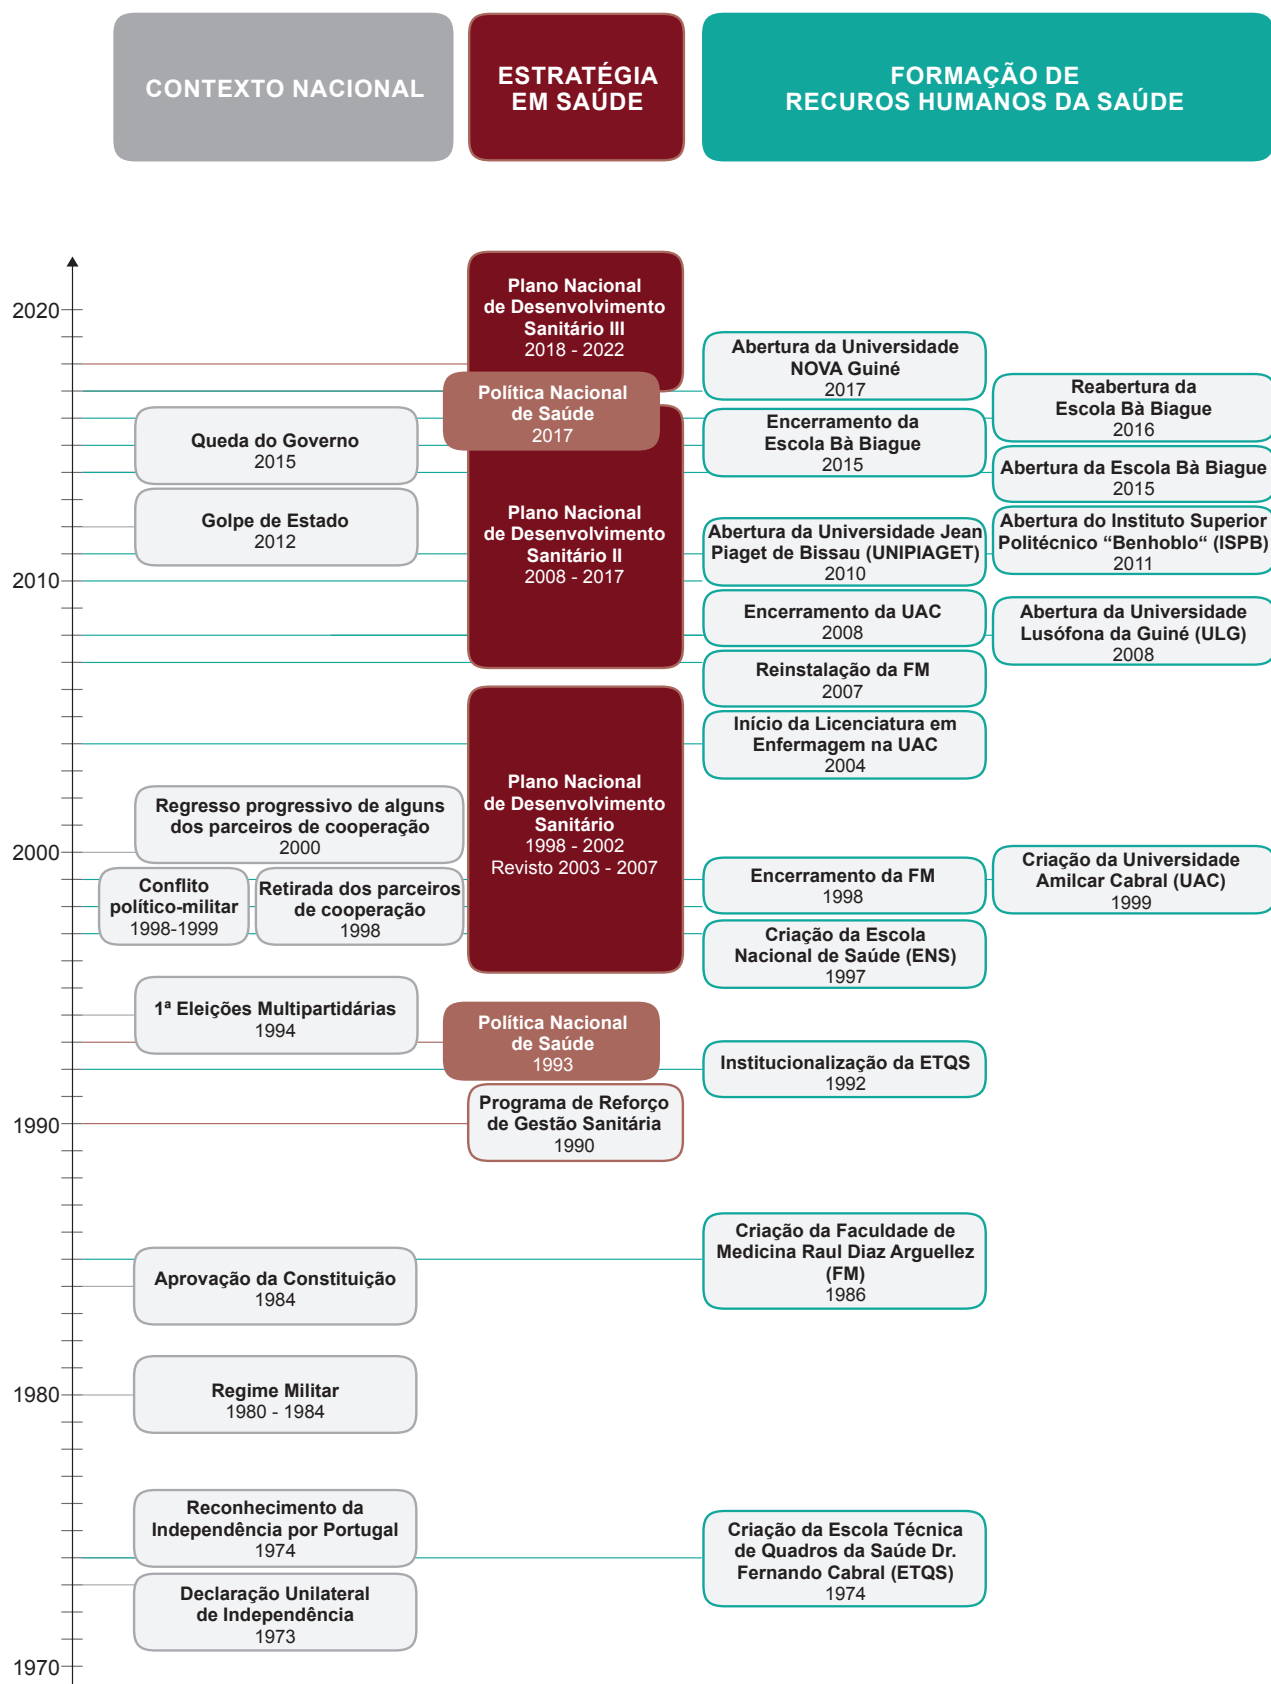 CONTEXTO NACIONAL
ESTRATÉGIA
EM SAÚDE
FORMAÇÃO DE
RECUROS HUMANOS DA SAÚDE
2020
2010
2000
1990
1980
1970
Queda do Governo
2015
Golpe de Estado
2012
Regresso progressivo de alguns
dos parceiros de cooperação
2000
Conflito
político-militar
1998-1999
Retirada dos parceiros
de cooperação
1998
1ª Eleições Multipartidárias
1994
Aprovação da Constituição
1984
Regime Militar
1980 - 1984
Reconhecimento da
Independência por Portugal
1974
Declaração Unilateral
de Independência
1973
Plano Nacional
de Desenvolvimento
Sanitário III
2018 - 2022
Política Nacional
de Saúde
2017
Plano Nacional
de Desenvolvimento
Sanitário II
2008 - 2017
Plano Nacional
de Desenvolvimento
Sanitário
1998 - 2002
Revisto 2003 - 2007
Política Nacional
de Saúde
1993
Programa de Reforço
de Gestão Sanitária
1990
Abertura da Universidade
NOVA Guiné
2017
Reabertura da
Escola Bà Biague
2016
Encerramento da
Escola Bà Biague
2015
Abertura da Escola Bà Biague
2015
Abertura da Universidade Jean
Piaget de Bissau (UNIPIAGET)
2010
Abertura do Instituto Superior
Politécnico “Benhoblo“ (ISPB)
2011
Encerramento da UAC
2008
Abertura da Universidade
Lusófona da Guiné (ULG)
2008
Reinstalação da FM
2007
Início da Licenciatura em
Enfermagem na UAC
2004
Encerramento da FM
1998
Criação da Universidade
Amilcar Cabral (UAC)
1999
Criação da Escola
Nacional de Saúde (ENS)
1997
Institucionalização da ETQS
1992
Criação da Faculdade de
Medicina Raul Diaz Arguellez
(FM)
1986
Criação da Escola Técnica
de Quadros da Saúde Dr.
Fernando Cabral (ETQS)
1974